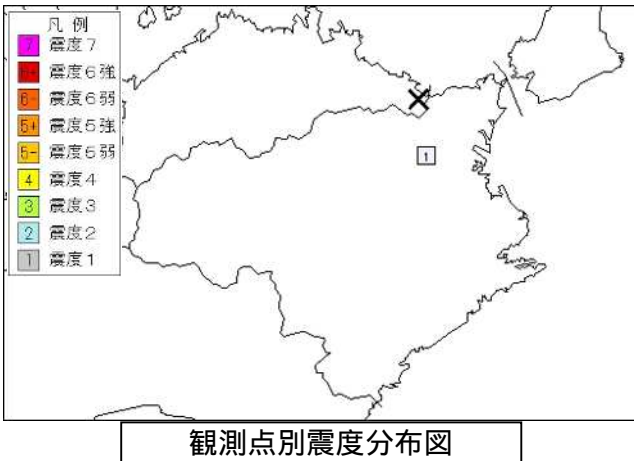 凡例
7 震度7
6+ 震度6強
6- 震度6弱
5+ 震度5強
5- 震度6弱
4 震度4
3 震度3
2 震度2
1 震度1
1
観測点別震度分布図